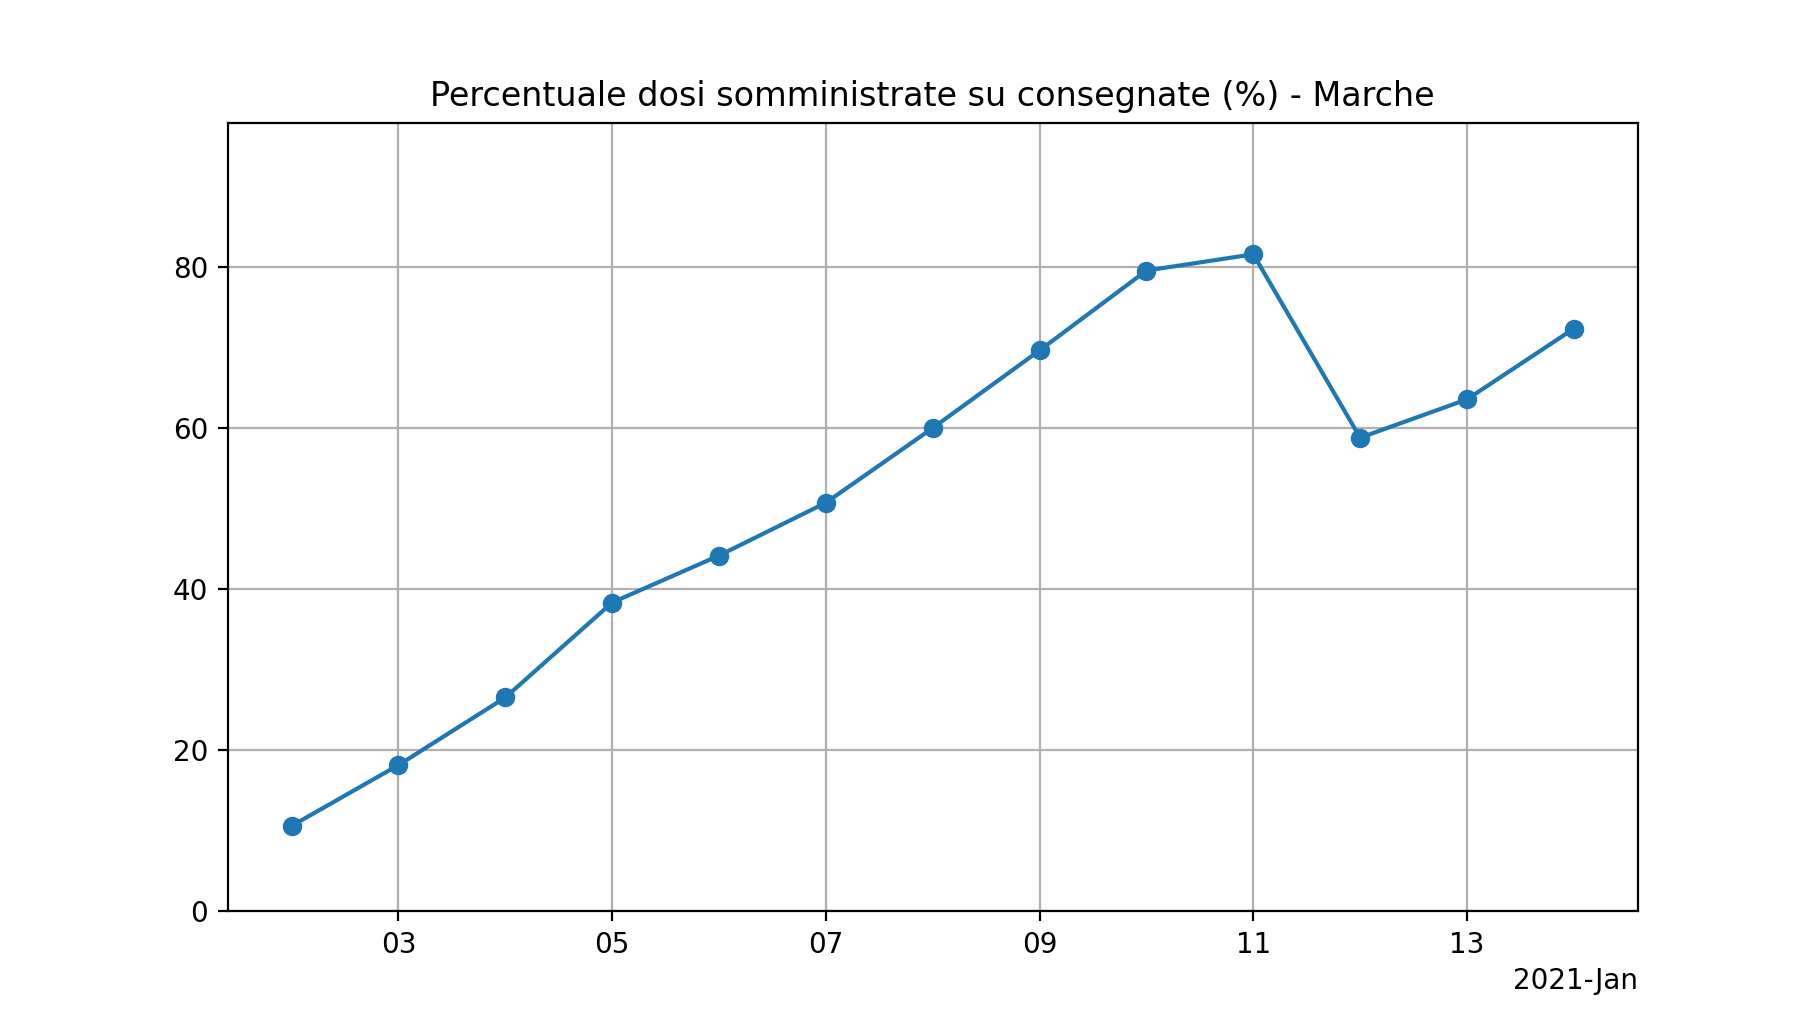 Percentuale dosi somministrate su consegnate (%) - Marche
80
60
40
20
0
03 05 07 09 11 13
2021-Jan